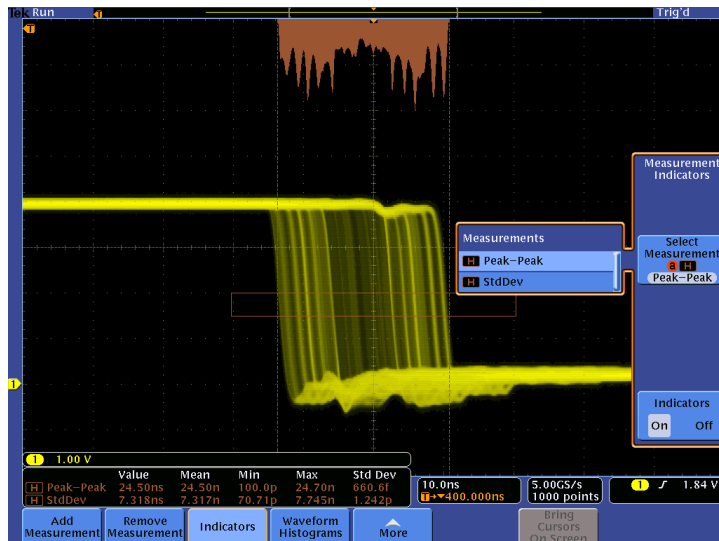 Tek Run
Trig'd
T
T
Measurement
Indicators
Measurements
H Peak-Peak
H StdDev
Select
Measurement
a H
Peak-Peak
1
Indicators
On Off
1 1.00 V
Value Mean Min Max Std Dev
H Peak-Peak 24.50ns 24.50n 100.0p 24.70n 660.6f
H StdDev 7.318ns 7.317n 70.71p 7.745n 1.242p
10.0ns
T→▼400.000ns
5.00GS/s
1000 points
1 ƒ 1.84 V
Add
Measurement
Remove
Measurement
Indicators
Waveform
Histograms
More
Bring
Cursors
On Screen